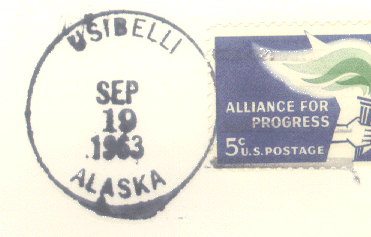 USIBELLI
SEP
19
1963
ALASKA
ALLIANCE FOR
PROGRESS
5c
U.S. POSTAGE